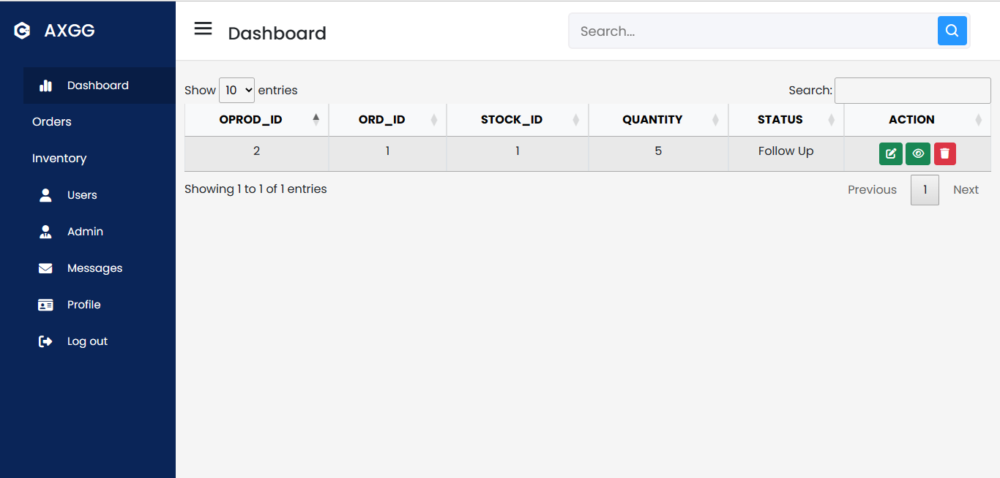 AXGG
Dashboard
Orders
Inventory
Users
Admin
Messages
Profile
Log out
Dashboard
Search...
Show 10 entries
Search:
OPROD_ID ORD_ID STOCK_ID QUANTITY STATUS ACTION
2 1 1 5 Follow Up
Showing 1 to 1 of 1 entries
Previous 1 Next